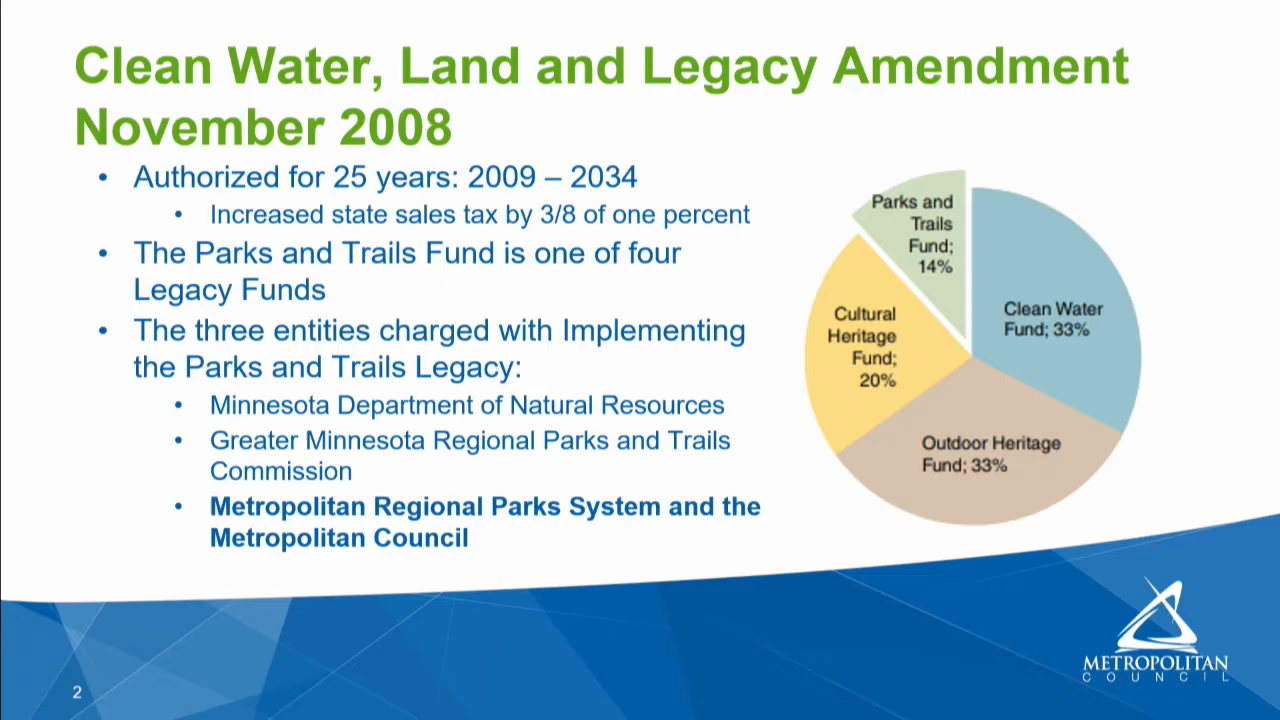 Clean Water, Land and Legacy Amendment
November 2008
• Authorized for 25 years: 2009 – 2034
• Increased state sales tax by 3/8 of one percent
• The Parks and Trails Fund is one of four
Legacy Funds
• The three entities charged with Implementing
the Parks and Trails Legacy:
• Minnesota Department of Natural Resources
• Greater Minnesota Regional Parks and Trails
Commission
• Metropolitan Regional Parks System and the
Metropolitan Council
Parks and
Trails
Fund;
14%
Clean Water
Fund; 33%
Cultural
Heritage
Fund;
20%
Outdoor Heritage
Fund; 33%
METROPOLITAN
COUNCIL
2